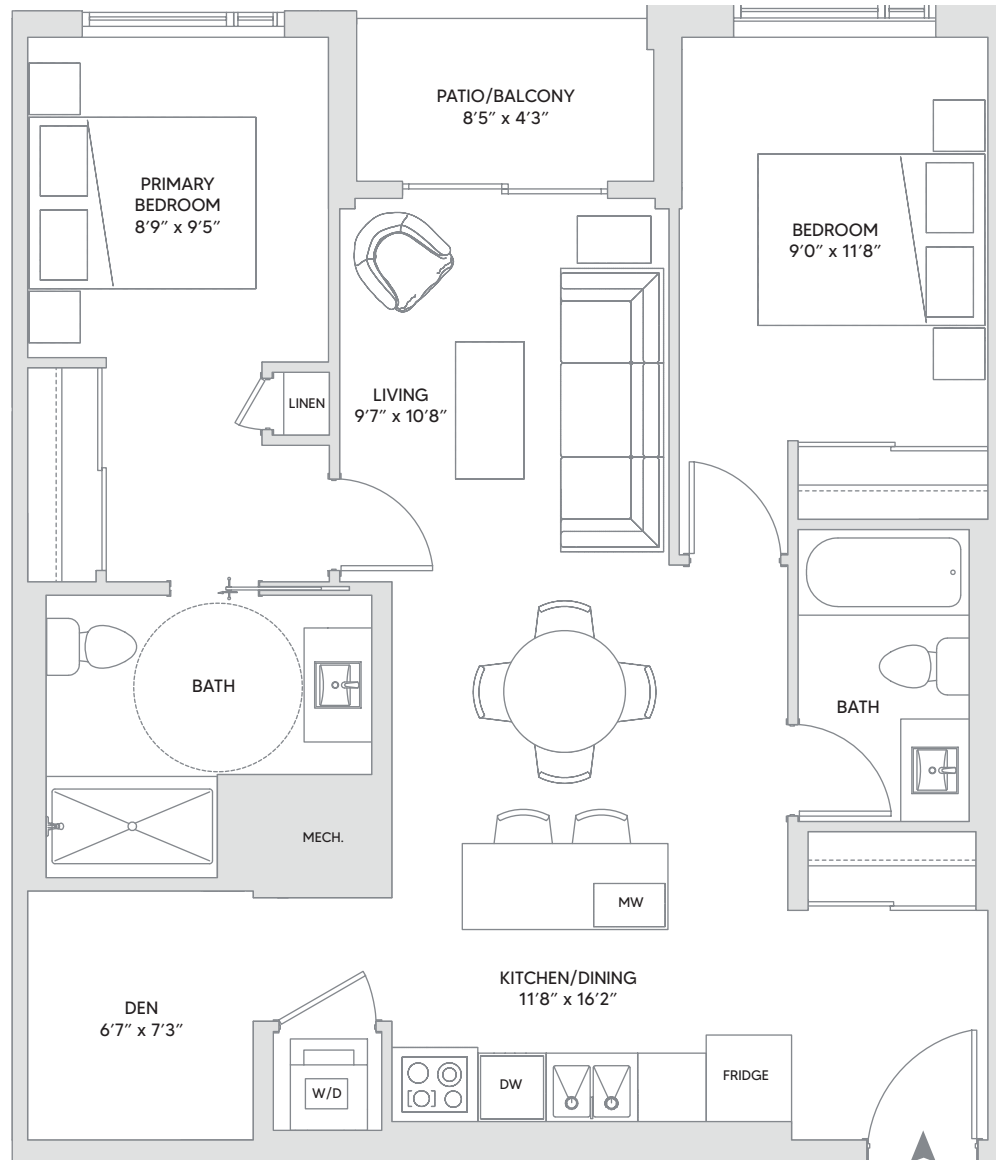 PATIO/BALCONY
8′5″ x 4′3″
PRIMARY
BEDROOM
8′9″ x 9′5″
BEDROOM
9′0″ x 11′8″
LINEN
LIVING
9′7″ x 10′8″
BATH
BATH
MECH.
MW
KITCHEN/DINING
11′8″ x 16′2″
DEN
6′7″ x 7′3″
W/D
DW
FRIDGE